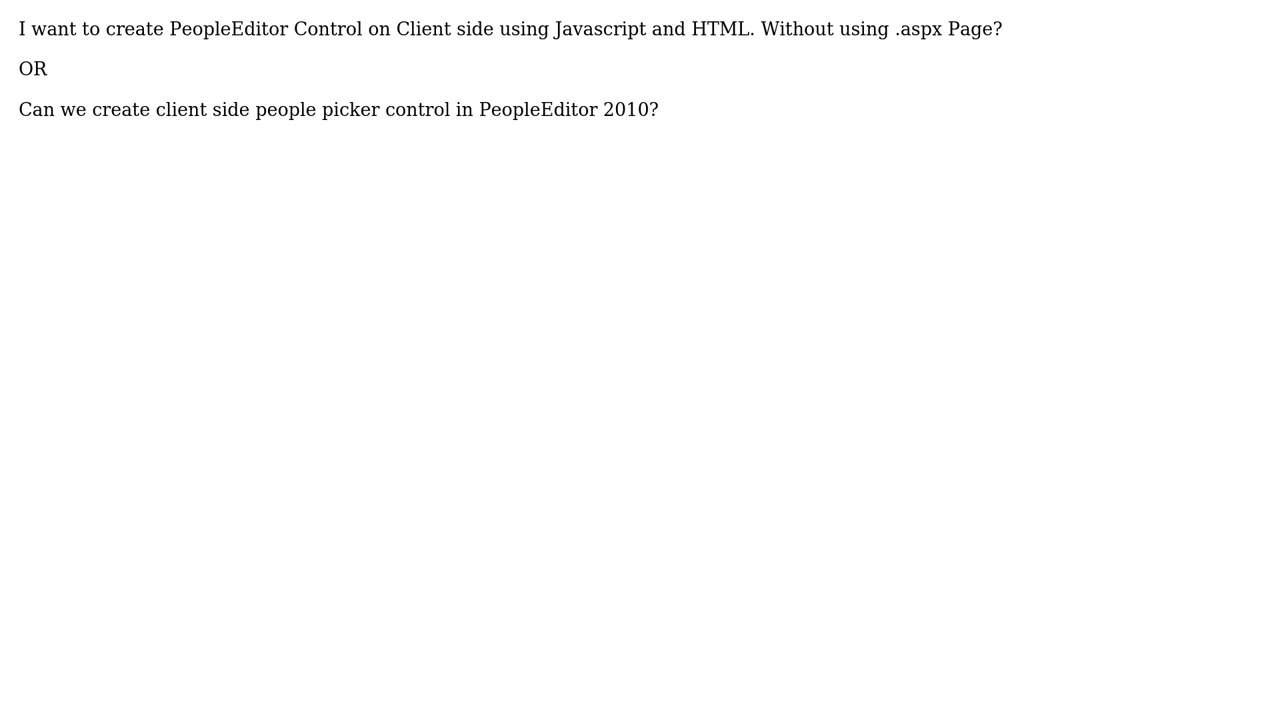 I want to create PeopleEditor Control on Client side using Javascript and HTML. Without using .aspx Page?
OR
Can we create client side people picker control in PeopleEditor 2010?